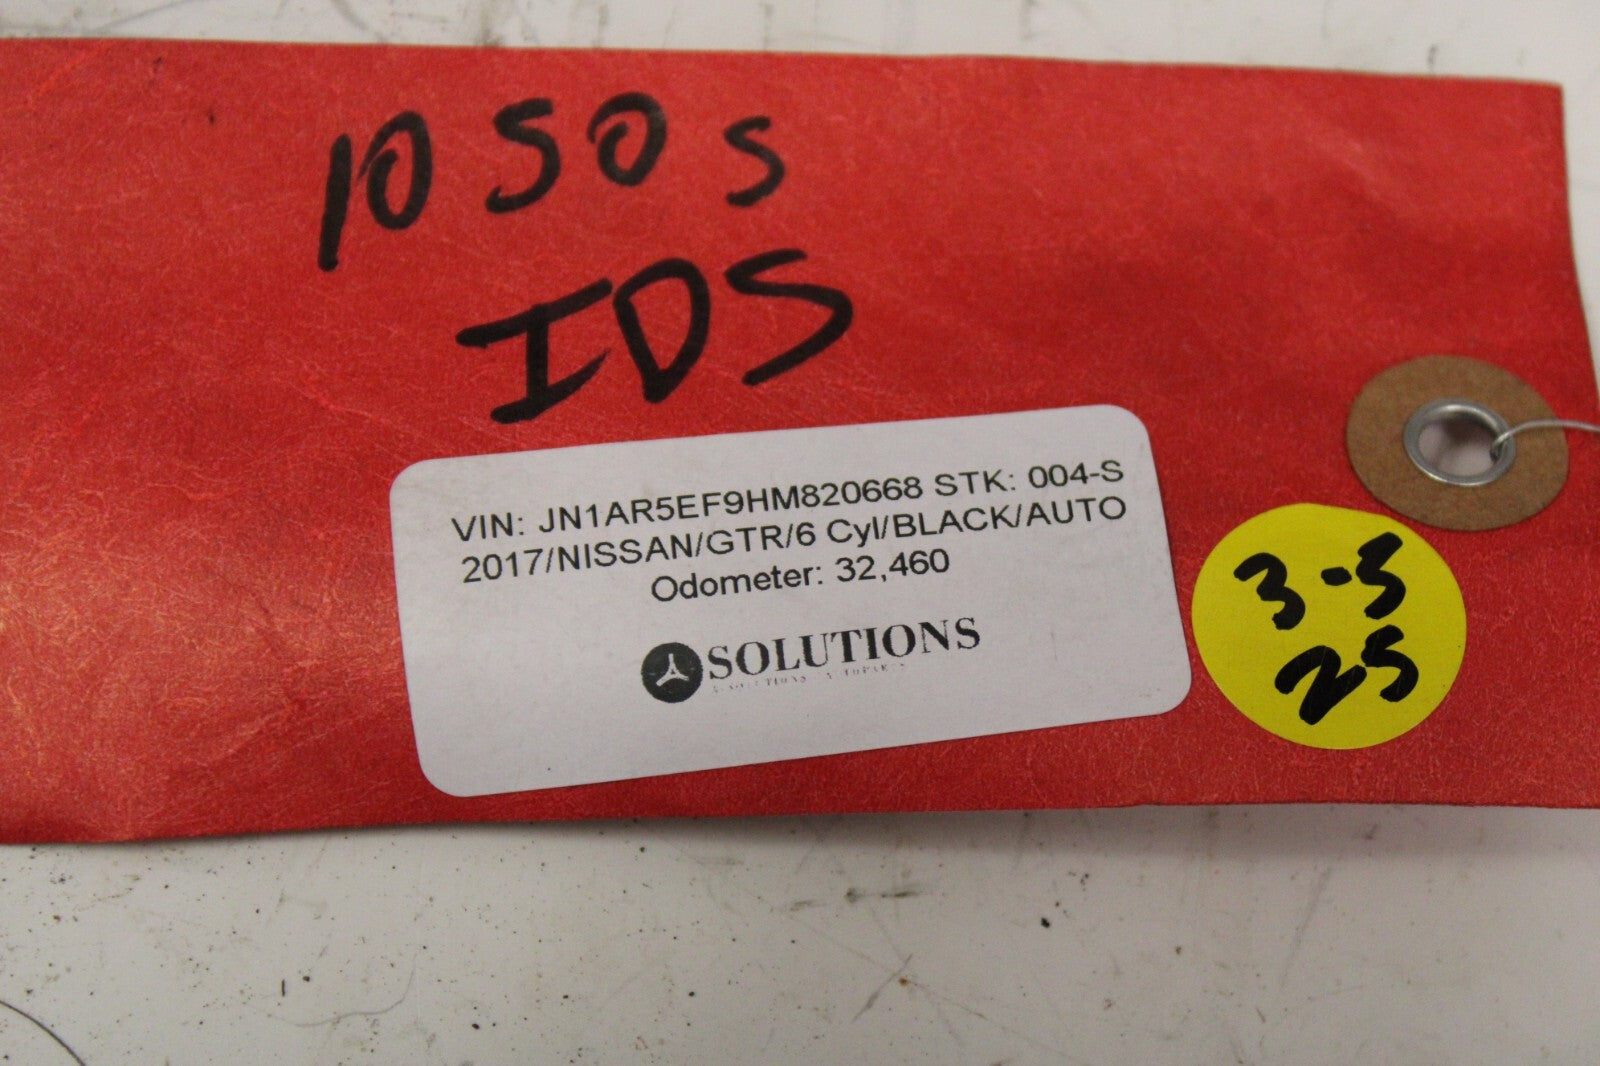 1050s
IDS
VIN: JN1AR5EF9HM820668 STK: 004-S
2017/NISSAN/GTR/6 Cyl/BLACK/AUTO
Odometer: 32,460
SOLUTIONS
3-5
25